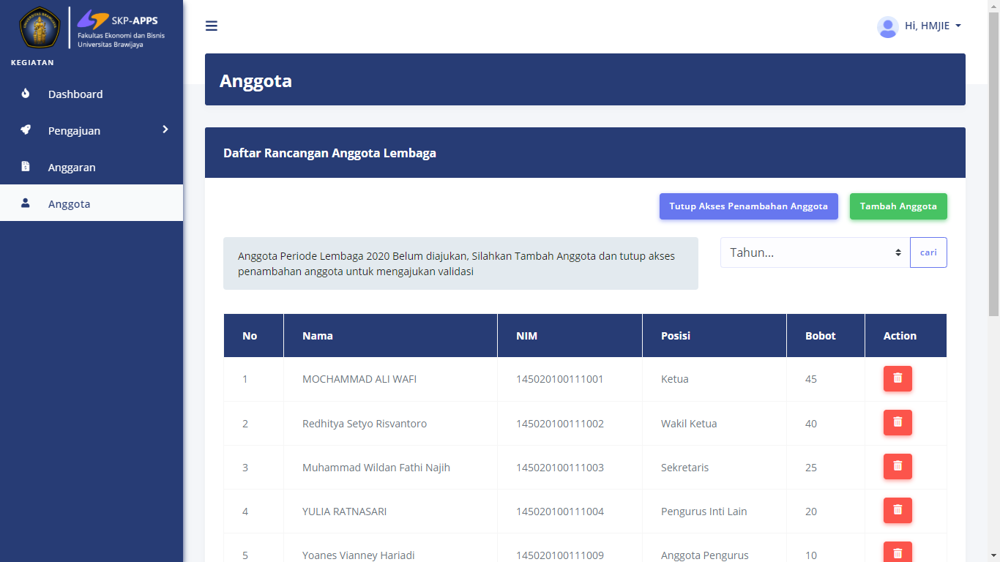 UNIVERSITAS BRAWIJAYA
SKP-APPS
Fakultas Ekonomi dan Bisnis
Universitas Brawijaya
KEGIATAN
Dashboard
Pengajuan
Anggaran
Anggota
Hi, HMJIE
Anggota
Daftar Rancangan Anggota Lembaga
Tutup Akses Penambahan Anggota
Tambah Anggota
Anggota Periode Lembaga 2020 Belum diajukan, Silahkan Tambah Anggota dan tutup akses
penambahan anggota untuk mengajukan validasi
Tahun...
cari
No Nama NIM Posisi Bobot Action
1 MOCHAMMAD ALI WAFI 145020100111001 Ketua 45
2 Redhitya Setyo Risvantoro 145020100111002 Wakil Ketua 40
3 Muhammad Wildan Fathi Najih 145020100111003 Sekretaris 25
4 YULIA RATNASARI 145020100111004 Pengurus Inti Lain 20
5 Yoanes Vianney Hariadi 145020100111009 Anggota Pengurus 10